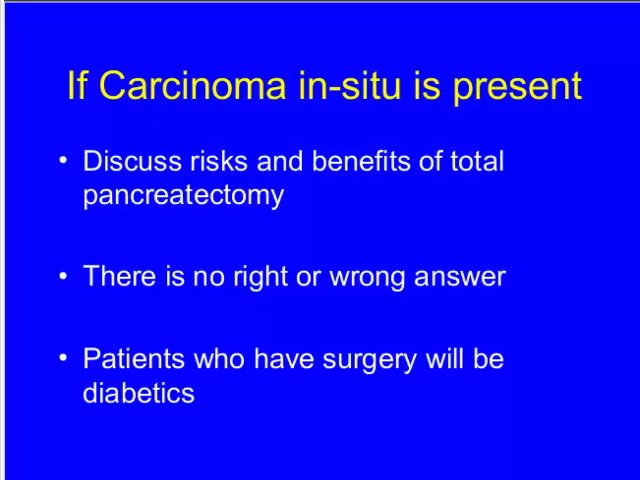 If Carcinoma in-situ is present
• Discuss risks and benefits of total
pancreatectomy
• There is no right or wrong answer
• Patients who have surgery will be
diabetics